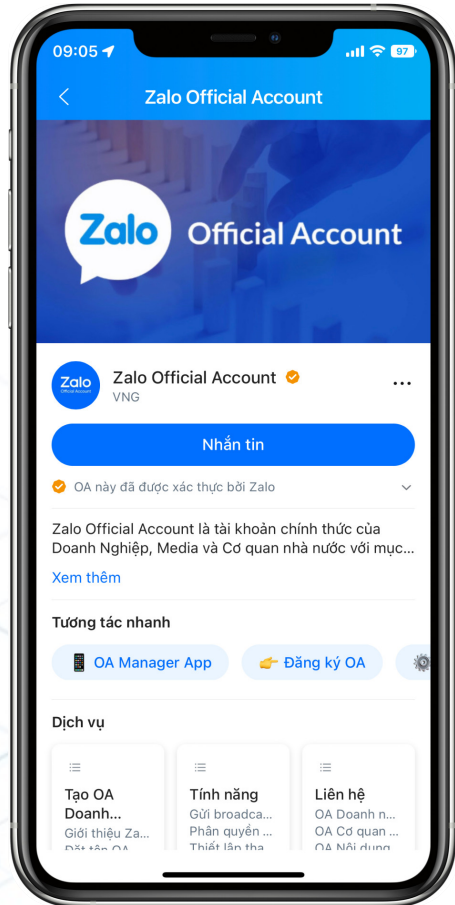 09:05
97
Zalo Official Account
Zalo Official Account
Zalo
Zalo Official Account
VNG
Nhắn tin
OA này đã được xác thực bởi Zalo
Zalo Official Account là tài khoản chính thức của
Doanh Nghiệp, Media và Cơ quan nhà nước với mục...
Xem thêm
Tương tác nhanh
OA Manager App
Đăng ký OA
Dịch vụ
Tạo OA
Doanh...
Giới thiệu Za...
Đặt tên OA
Tính năng
Gửi broadca...
Phân quyền ...
Thiết lập tha
Liên hệ
OA Doanh n...
OA Cơ quan ...
OA Nội dung